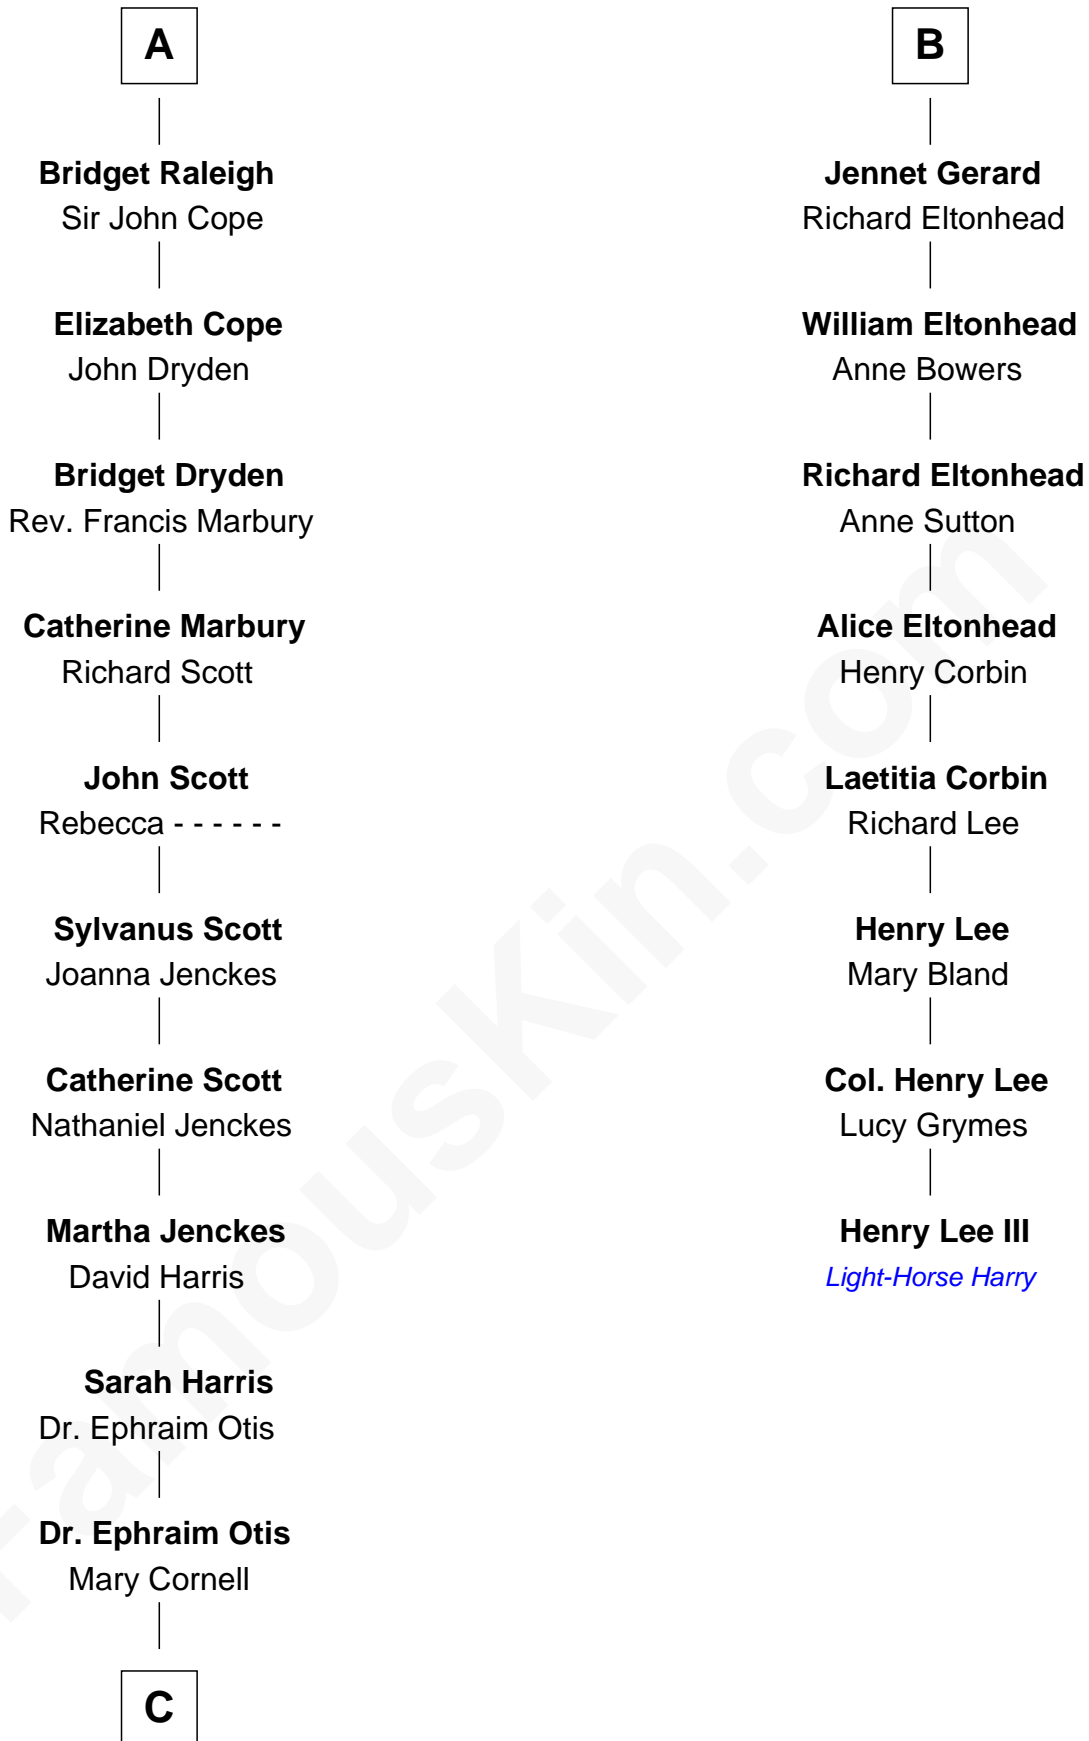 A
Bridget Raleigh
Sir John Cope
Elizabeth Cope
John Dryden
Bridget Dryden
Rev. Francis Marbury
Catherine Marbury
Richard Scott
John Scott
Rebecca - - - - - -
Sylvanus Scott
Joanna Jenckes
Catherine Scott
Nathaniel Jenckes
Martha Jenckes
David Harris
Sarah Harris
Dr. Ephraim Otis
Dr. Ephraim Otis
Mary Cornell
C
B
Jennet Gerard
Richard Eltonhead
William Eltonhead
Anne Bowers
Richard Eltonhead
Anne Sutton
Alice Eltonhead
Henry Corbin
Laetitia Corbin
Richard Lee
Henry Lee
Mary Bland
Col. Henry Lee
Lucy Grymes
Henry Lee III
Light-Horse Harry
FamousKin.com